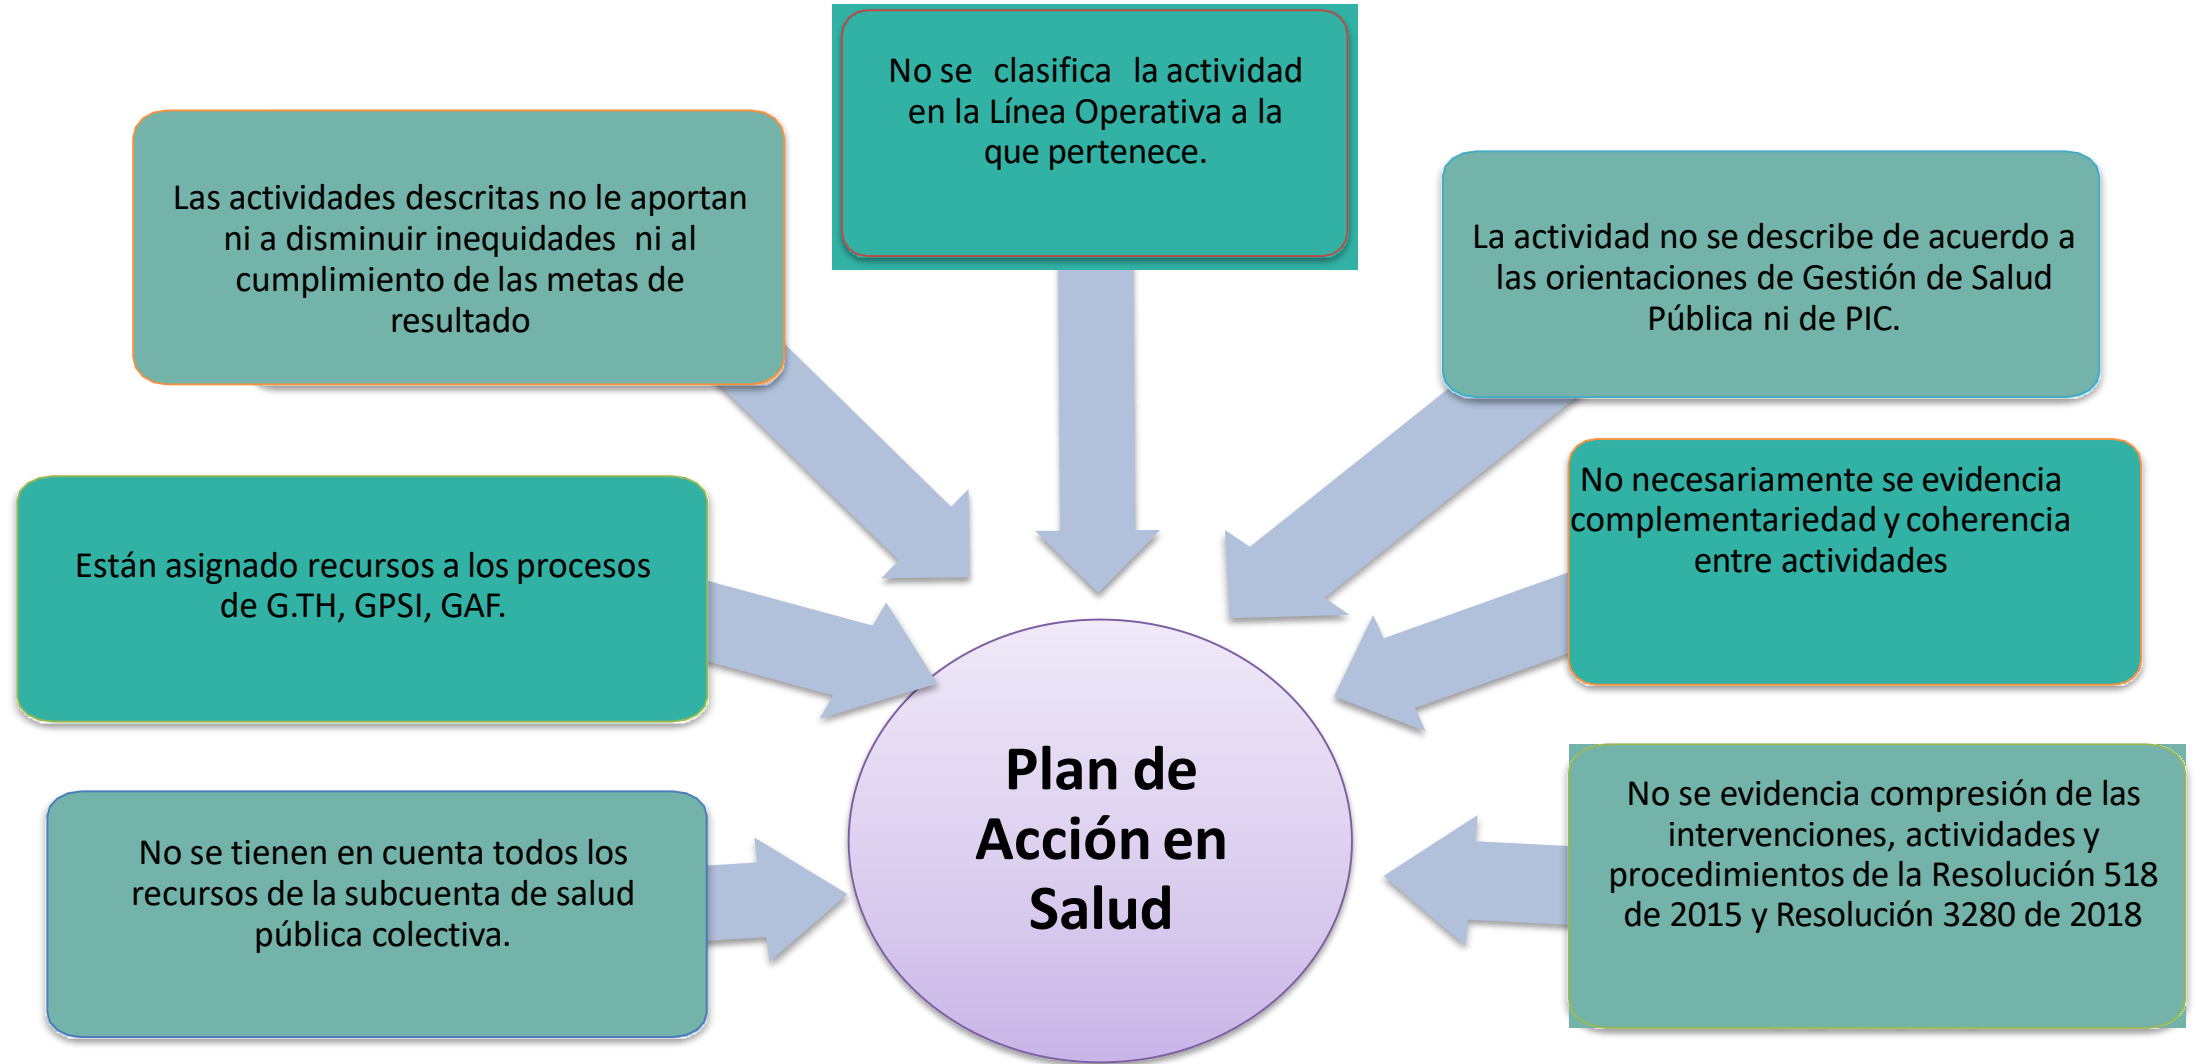 No se clasifica la actividad
en la Línea Operativa a la
que pertenece.
Las actividades descritas no le aportan
ni a disminuir inequidades ni al
cumplimiento de las metas de
resultado
La actividad no se describe de acuerdo a
las orientaciones de Gestión de Salud
Pública ni de PIC.
Están asignado recursos a los procesos
de G.TH, GPSI, GAF.
No necesariamente se evidencia
complementariedad y coherencia
entre actividades
No se tienen en cuenta todos los
recursos de la subcuenta de salud
pública colectiva.
Plan de
Acción en
Salud
No se evidencia compresión de las
intervenciones, actividades y
procedimientos de la Resolución 518
de 2015 y Resolución 3280 de 2018